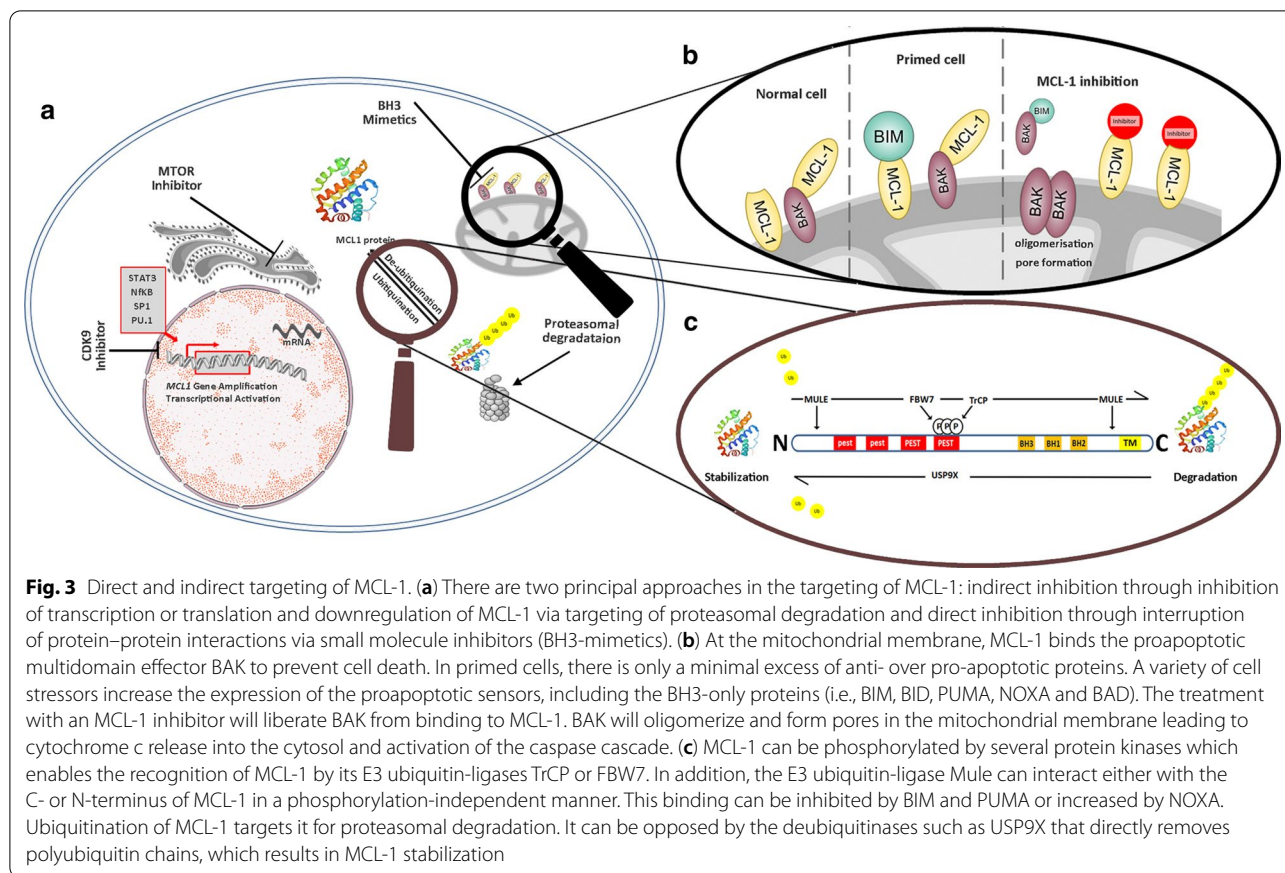 a
BH3
Mimetics
MTOR
Inhibitor
MCL-1
MCL1 protein
De-ubitiquination
Ubitiquination
STAT3
NfKB
SP1
PU.1
CDK9
Inhibitor
mRNA
MCL1 Gene Amplification
Transcriptional Activation
Ub
Ub
Ub
Ub
Proteasomal
degradataion
b
Normal cell
Primed cell
MCL-1 inhibition
MCL-1
BAK
MCL-1
BIM
MCL-1
BAK
MCL-1
BIM
BAK
BAK
BAK
oligomerisation
pore formation
Inhibitor
MCL-1
Inhibitor
MCL-1
c
Ub
Ub
MULE
FBW7
TrCP
MULE
P P P
N
pest
pest
PEST
PEST
BH3
BH1
BH2
TM
C
Stabilization
USP9X
Degradation
Ub
Ub
Ub
Ub
Ub
Ub
Fig. 3 Direct and indirect targeting of MCL-1. (a) There are two principal approaches in the targeting of MCL-1: indirect inhibition through inhibition
of transcription or translation and downregulation of MCL-1 via targeting of proteasomal degradation and direct inhibition through interruption
of protein–protein interactions via small molecule inhibitors (BH3-mimetics). (b) At the mitochondrial membrane, MCL-1 binds the proapoptotic
multidomain effector BAK to prevent cell death. In primed cells, there is only a minimal excess of anti- over pro-apoptotic proteins. A variety of cell
stressors increase the expression of the proapoptotic sensors, including the BH3-only proteins (i.e., BIM, BID, PUMA, NOXA and BAD). The treatment
with an MCL-1 inhibitor will liberate BAK from binding to MCL-1. BAK will oligomerize and form pores in the mitochondrial membrane leading to
cytochrome c release into the cytosol and activation of the caspase cascade. (c) MCL-1 can be phosphorylated by several protein kinases which
enables the recognition of MCL-1 by its E3 ubiquitin-ligases TrCP or FBW7. In addition, the E3 ubiquitin-ligase Mule can interact either with the
C- or N-terminus of MCL-1 in a phosphorylation-independent manner. This binding can be inhibited by BIM and PUMA or increased by NOXA.
Ubiquitination of MCL-1 targets it for proteasomal degradation. It can be opposed by the deubiquitinases such as USP9X that directly removes
polyubiquitin chains, which results in MCL-1 stabilization